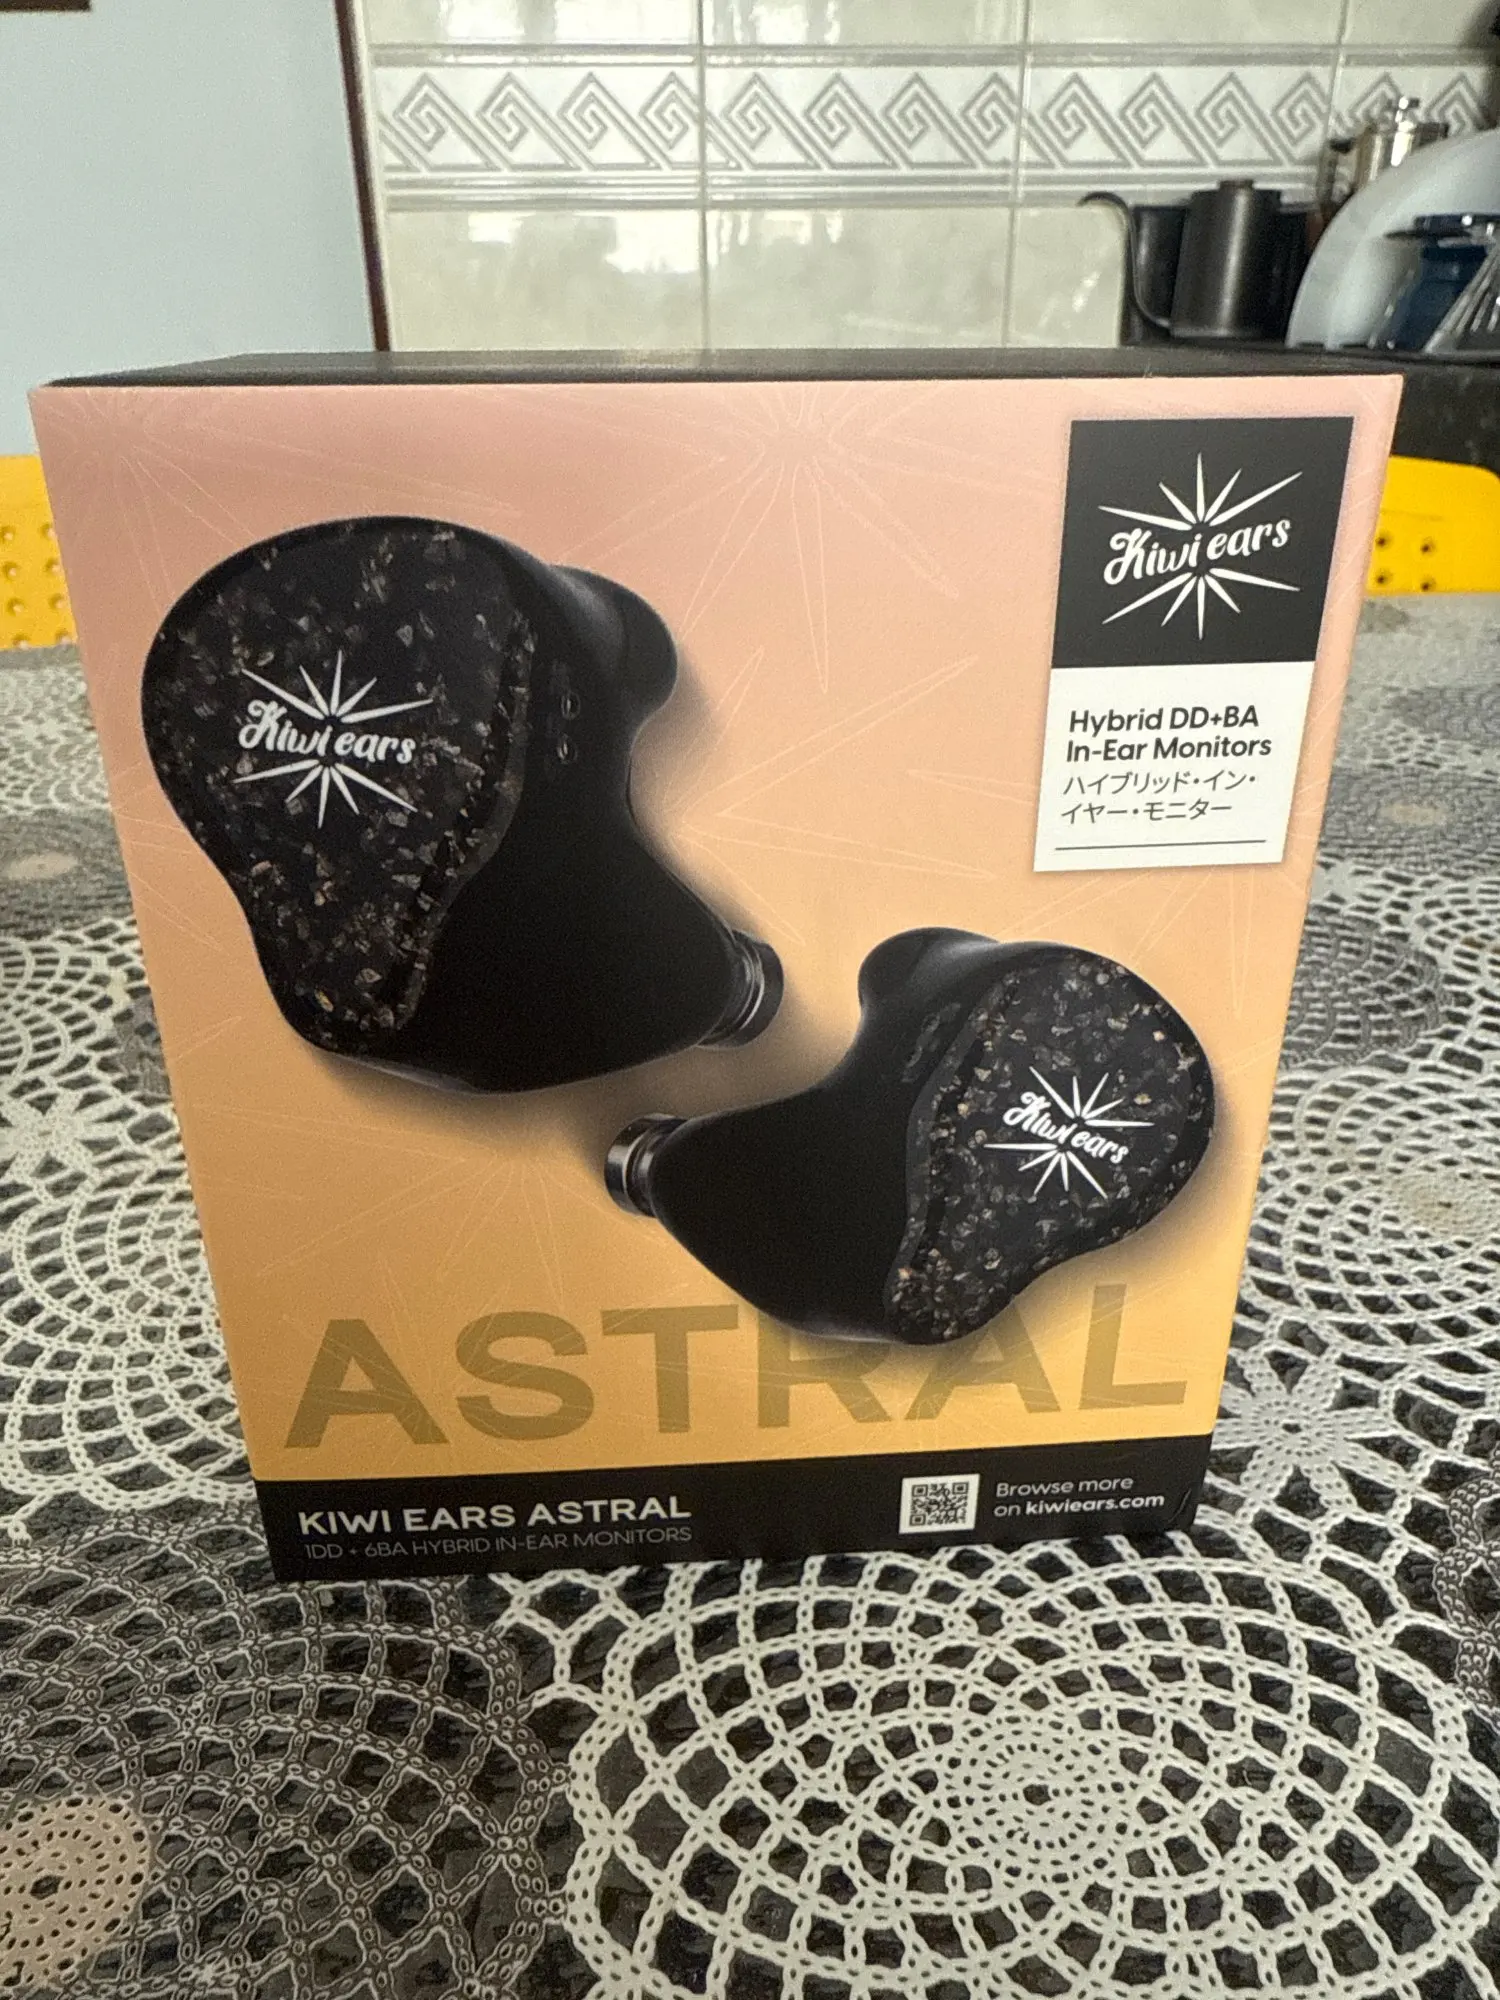 Kiwi ears
Hybrid DD+BA
In-Ear Monitors
ハイブリッド・イン・
イヤー・モニター
Kiwi ears
Kiwi ears
ASTRAL
KIWI EARS ASTRAL
1DD + 6BA HYBRID IN-EAR MONITORS
Browse more
on kiwiears.com